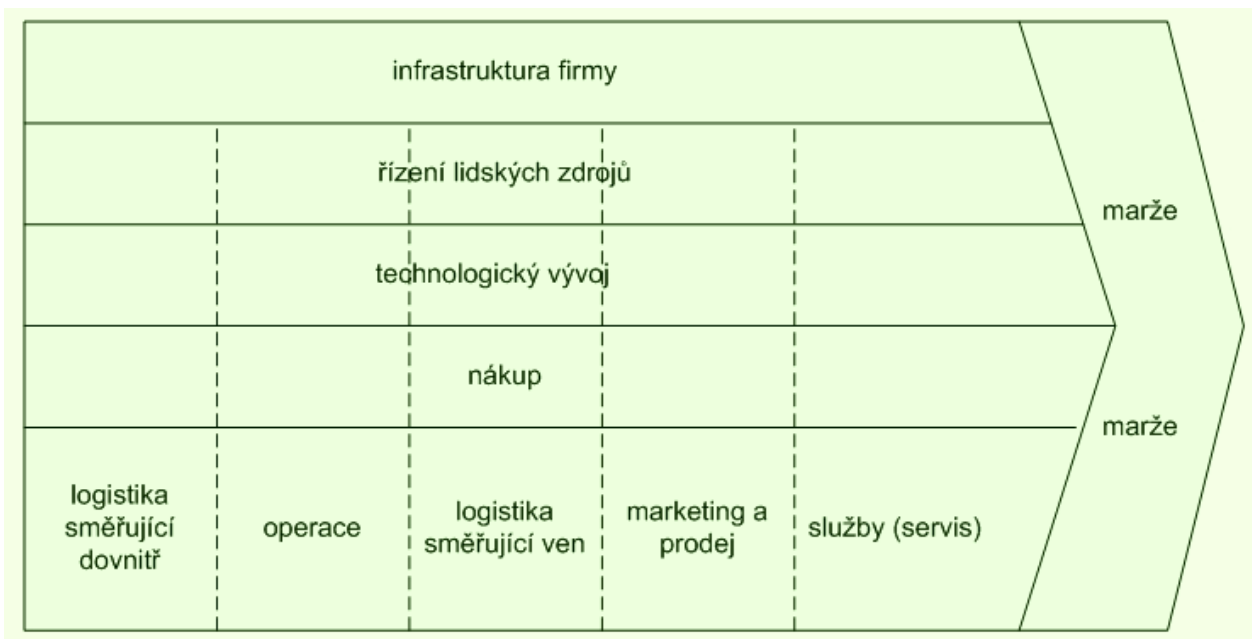 infrastruktura firmy
řízení lidských zdrojů
technologický vývoj
nákup
marže
marže
logistika
směřující
dovnitř
operace
logistika
směřující ven
marketing a
prodej
služby (servis)